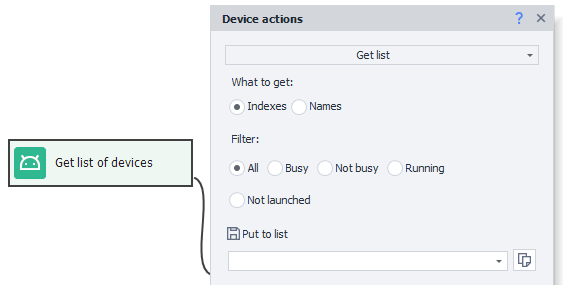 Device actions
?
Get list
What to get:
Indexes Names
Filter:
Get list of devices
All Busy Not busy Running
Not launched
Put to list